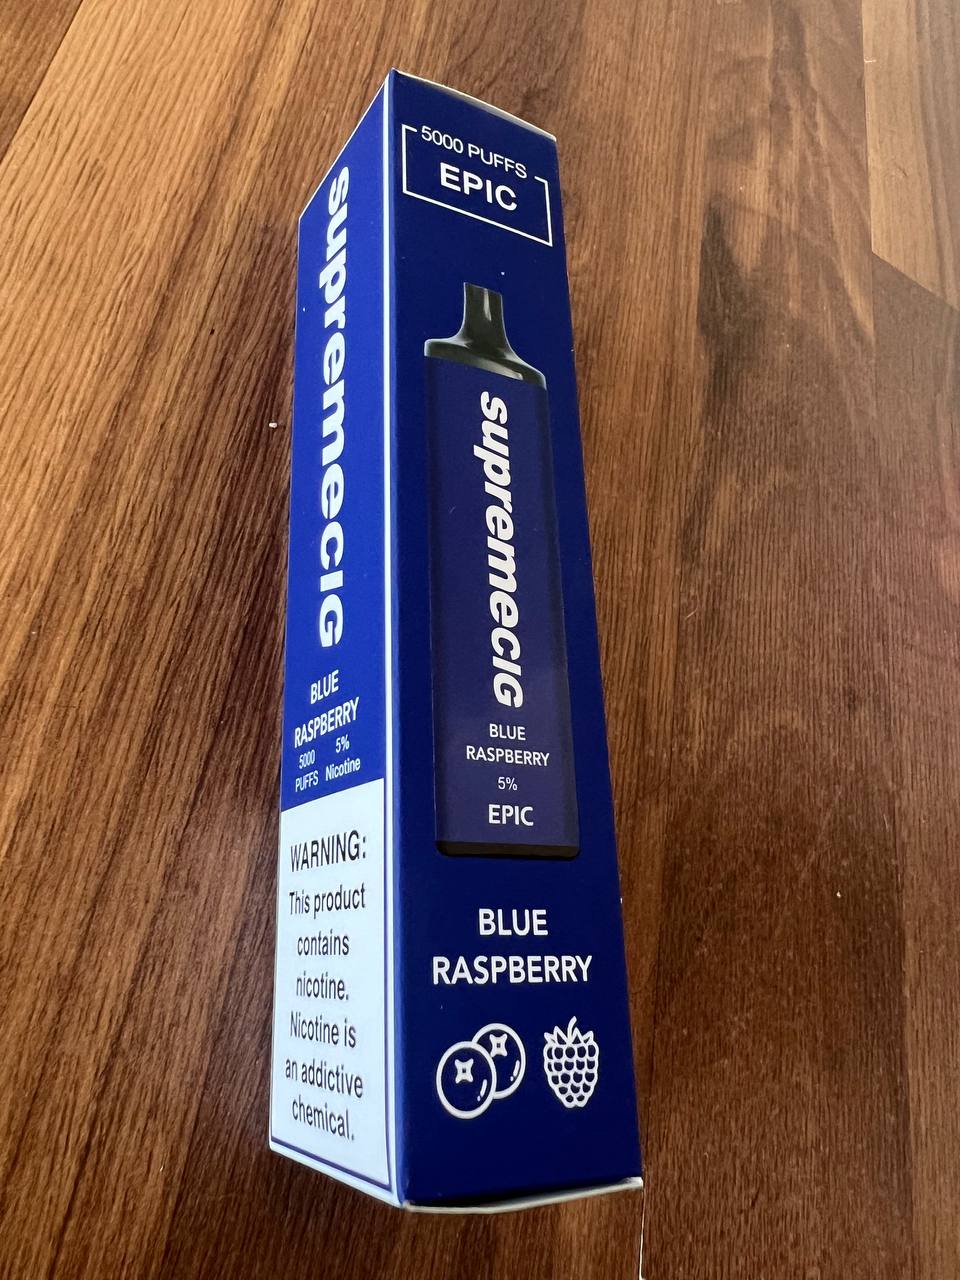 supremecIG
BLUE
RASPBERRY
5000
PUFFS
5%
Nicotine
WARNING:
This product
contains
nicotine.
Nicotine is
an addictive
chemical.
5000 PUFFS
EPIC
supremecIG
BLUE
RASPBERRY
5%
EPIC
BLUE
RASPBERRY